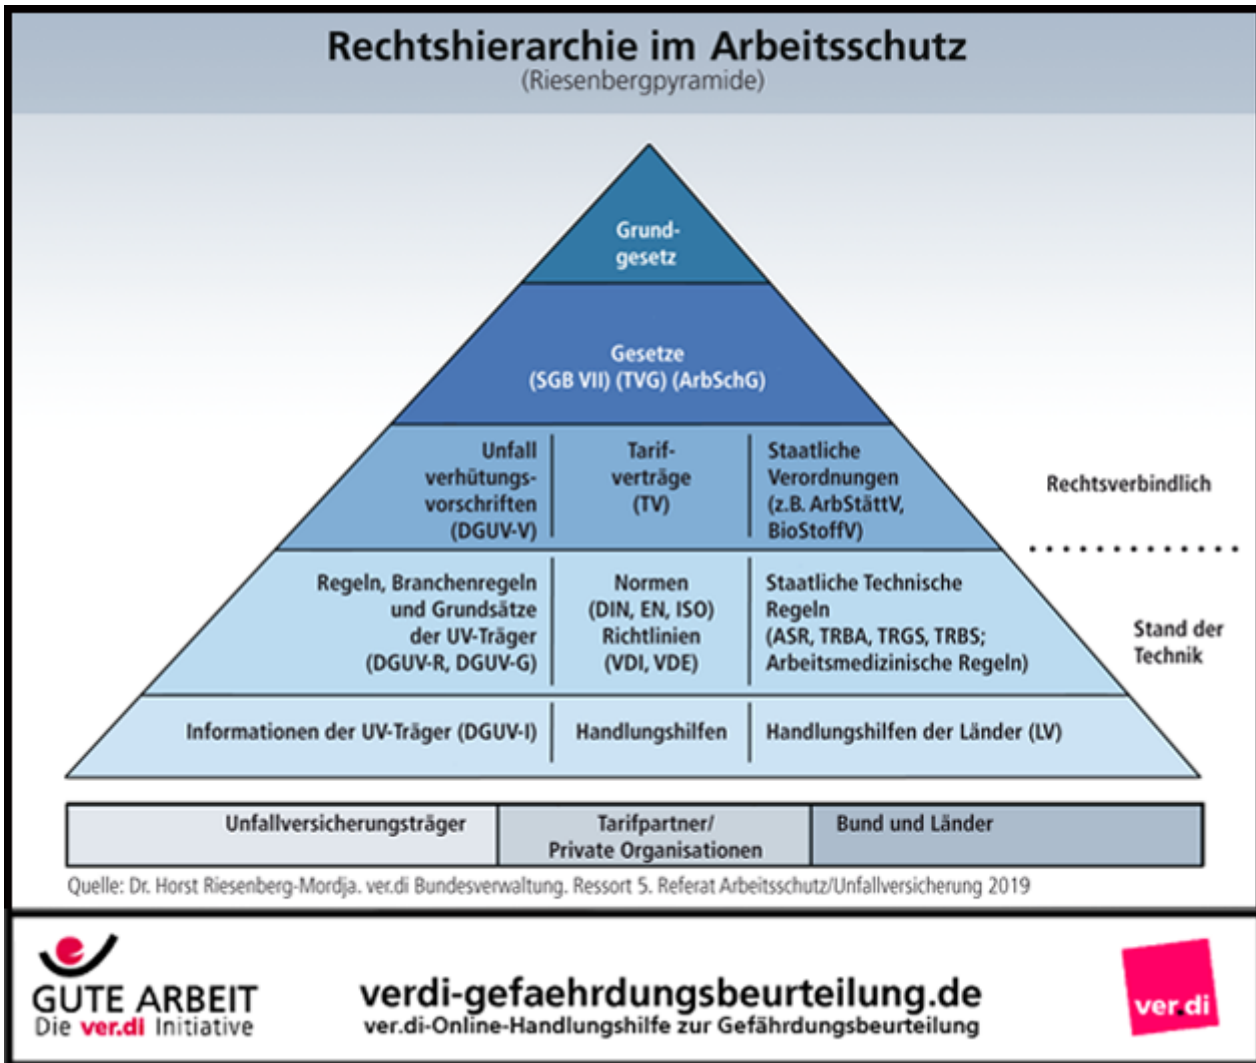 Rechtshierarchie im Arbeitsschutz
(Riesenbergpyramide)
Grund-
gesetz
Gesetze
(SGB VII) (TVG) (ArbSchG)
Unfall
verhütungs-
vorschriften
(DGUV-V)
Tarif-
verträge
(TV)
Staatliche
Verordnungen
(z.B. ArbStättV,
BioStoffV)
Rechtsverbindlich
Regeln, Branchenregeln
und Grundsätze
der UV-Träger
(DGUV-R, DGUV-G)
Normen
(DIN, EN, ISO)
Richtlinien
(VDI, VDE)
Staatliche Technische
Regeln
(ASR, TRBA, TRGS, TRBS;
Arbeitsmedizinische Regeln)
Stand der
Technik
Informationen der UV-Träger (DGUV-I)
Handlungshilfen
Handlungshilfen der Länder (LV)
Unfallversicherungsträger
Tarifpartner/
Private Organisationen
Bund und Länder
Quelle: Dr. Horst Riesenberg-Mordja. ver.di Bundesverwaltung. Ressort 5. Referat Arbeitsschutz/Unfallversicherung 2019
GUTE ARBEIT
Die ver.di Initiative
verdi-gefaehrdungsbeurteilung.de
ver.di-Online-Handlungshilfe zur Gefährdungsbeurteilung
ver.di